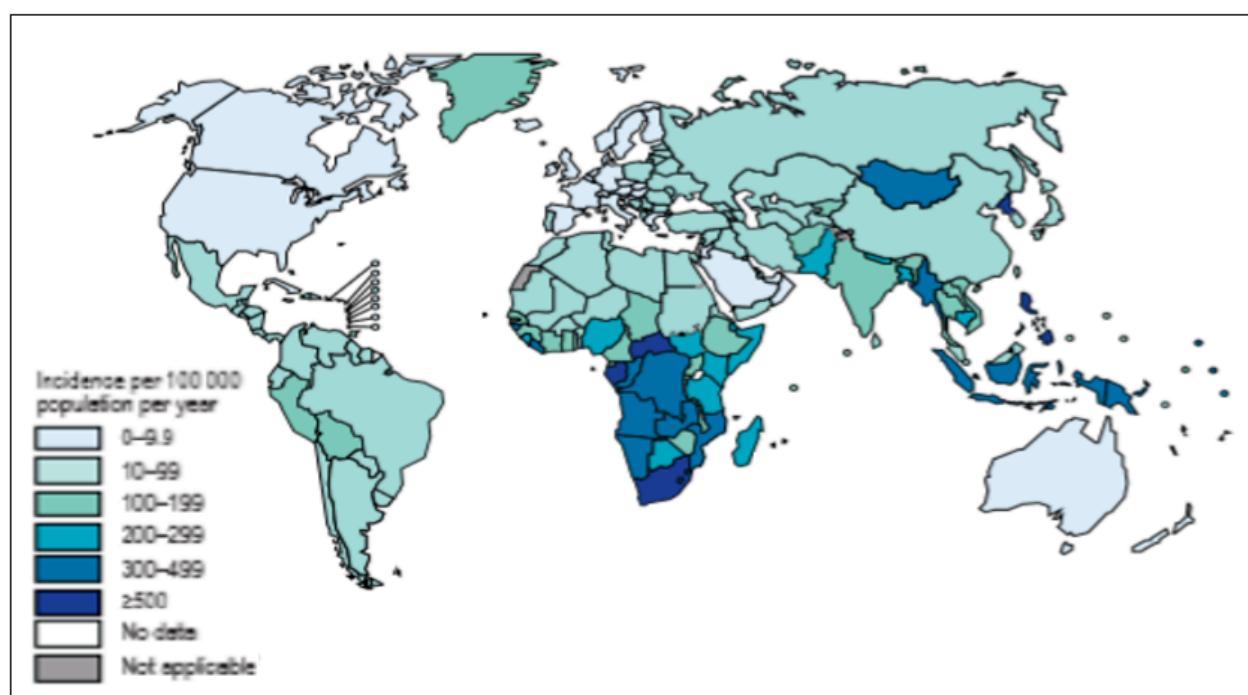 Incidence per 100 000
population per year
0–9.9
10–99
100–199
200–299
300–499
≥500
No data
Not applicable